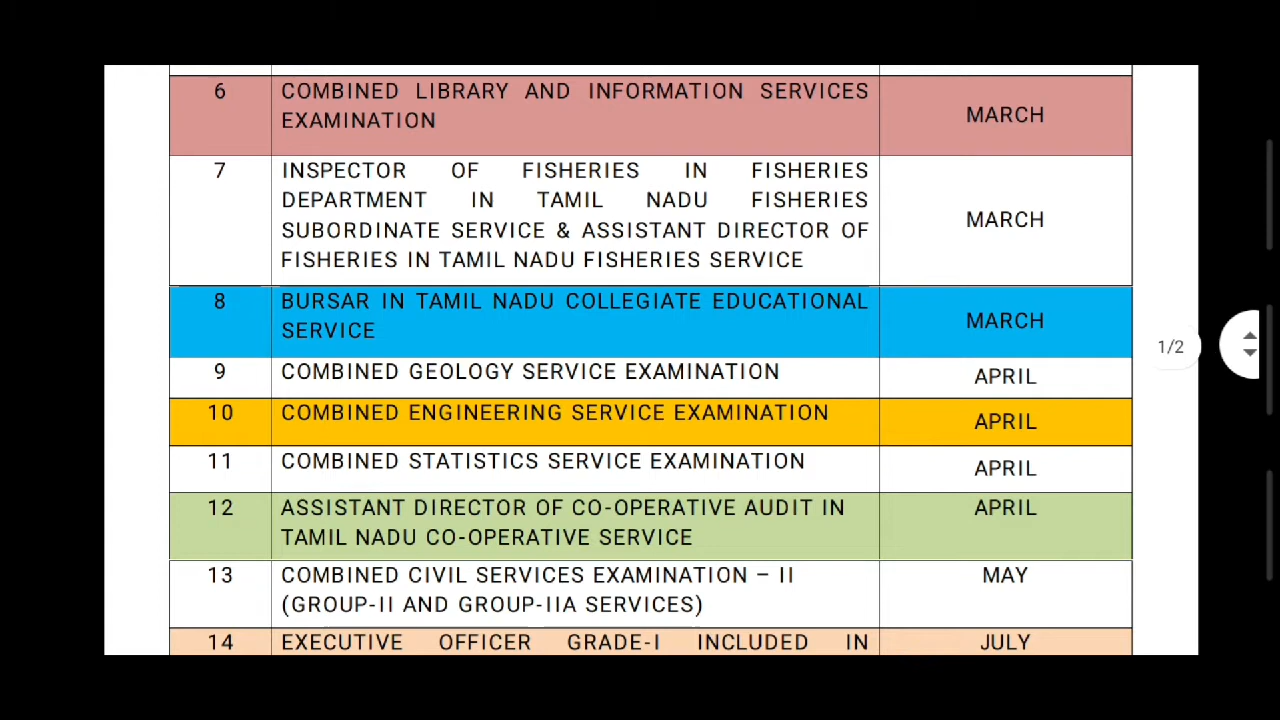 6 COMBINED LIBRARY AND INFORMATION SERVICES
EXAMINATION
MARCH
7 INSPECTOR OF FISHERIES IN FISHERIES
DEPARTMENT IN TAMIL NADU FISHERIES
SUBORDINATE SERVICE & ASSISTANT DIRECTOR OF
FISHERIES IN TAMIL NADU FISHERIES SERVICE
MARCH
8 BURSAR IN TAMIL NADU COLLEGIATE EDUCATIONAL
SERVICE
MARCH
1/2
9 COMBINED GEOLOGY SERVICE EXAMINATION APRIL
10 COMBINED ENGINEERING SERVICE EXAMINATION APRIL
11 COMBINED STATISTICS SERVICE EXAMINATION APRIL
12 ASSISTANT DIRECTOR OF CO-OPERATIVE AUDIT IN APRIL
TAMIL NADU CO-OPERATIVE SERVICE
13 COMBINED CIVIL SERVICES EXAMINATION – II MAY
(GROUP-II AND GROUP-IIA SERVICES)
14 EXECUTIVE OFFICER GRADE-I INCLUDED IN JULY